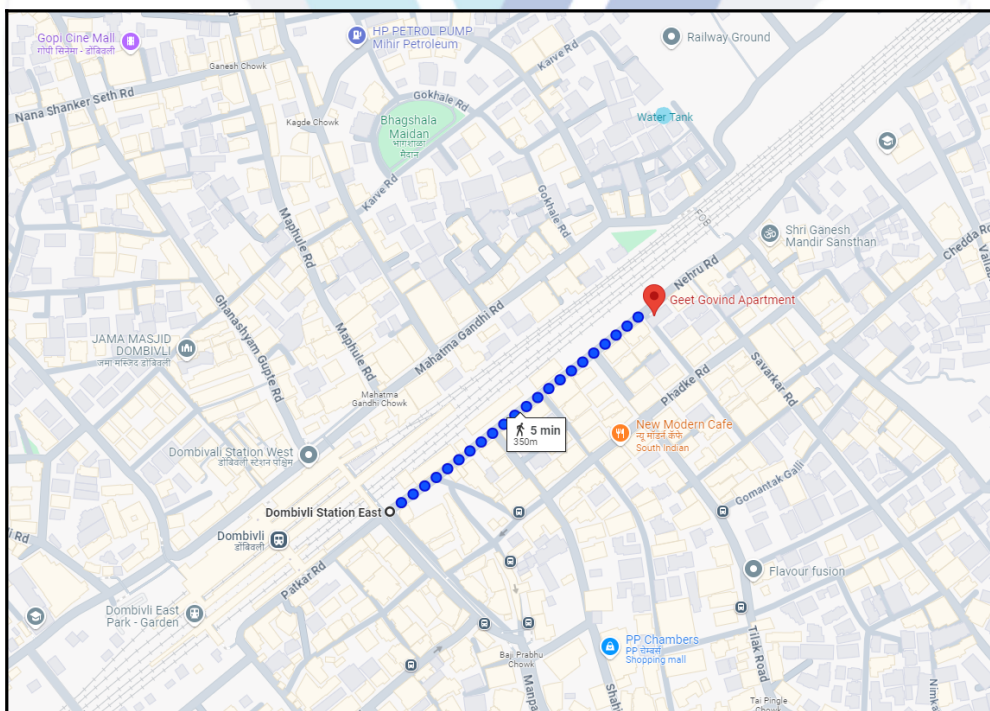 Gopi Cine Mall
गोपी सिनेमा - डोंबिवली
HP PETROL PUMP
Mihir Petroleum
Railway Ground
Ganesh Chowk
Karve Rd
Nana Shanker Seth Rd
Gokhale Rd
Kagde Chowk
Bhagshala
Maidan
भागशाळा
मैदान
Water Tank
Karve Rd
Gokhale Rd
FOB
Maphule Rd
Shri Ganesh
Mandir Sansthan
Chedda Rd
Nehru Rd
Geet Govind Apartment
Ghanashyam Gupte Rd
Mahatma Gandhi Rd
JAMA MASJID
DOMBIVLI
जमा मस्जिद डोंबिवली
Maphule Rd
Savarkar Rd
Phadke Rd
Mahatma
Gandhi Chowk
5 min
350m
New Modern Cafe
न्यू मॉडर्न कॅफे
South Indian
Dombivali Station West
डोंबिवली स्टेशन पश्चिम
Gomantak Galli
Dombivli Station East
Dombivli
डोंबिवली
Patkar Rd
Flavour fusion
Dombivli East
Park - Garden
PP Chambers
PP चेम्बर्स
Shopping mall
Baji Prabhu
Chowk
Tilak Road
Tai Pingle
Chowk